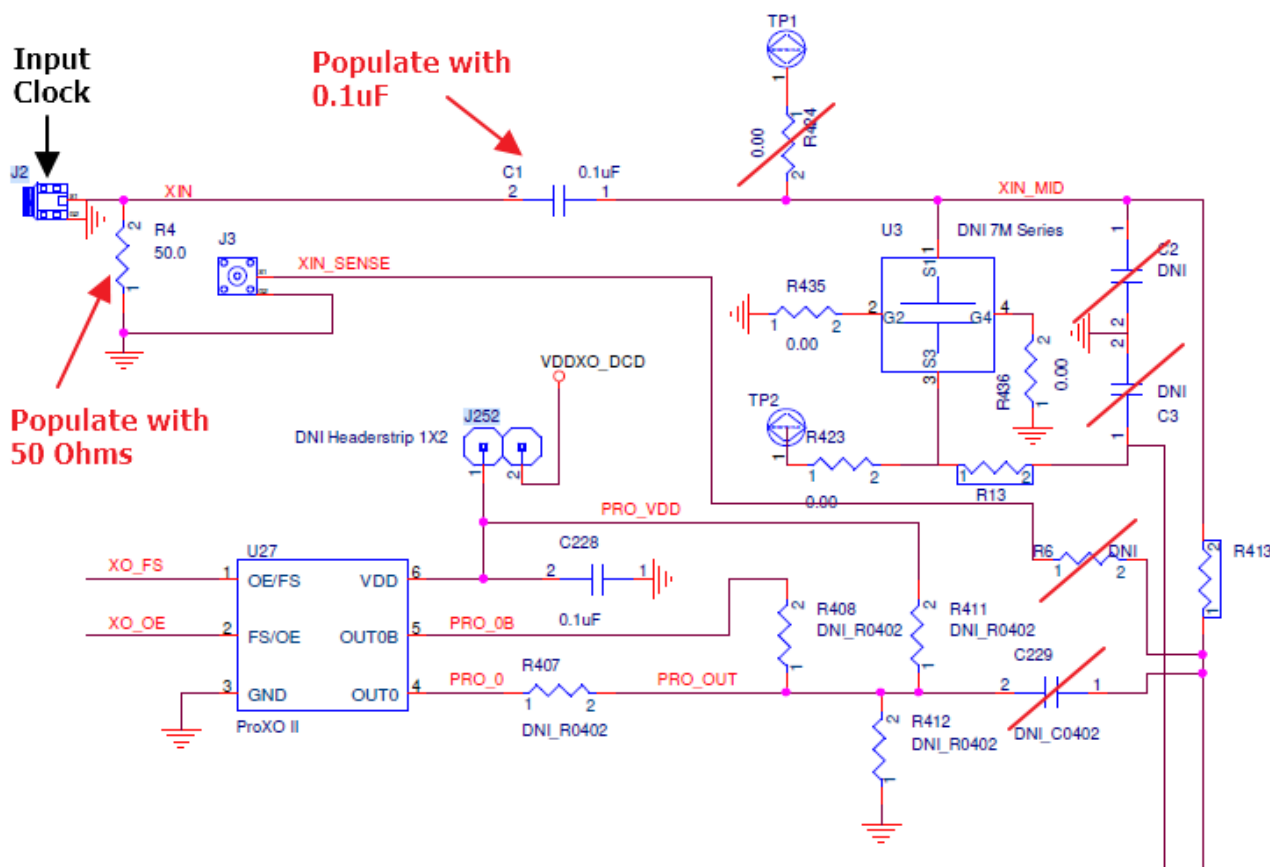 Input
Clock
Populate with
0.1uF
TP1
1
0.00
1
R424
2
J2
XIN
C1
0.1uF
2
1
XIN_MID
2
R4
50.0
1
J3
XIN_SENSE
U3
DNI 7M Series
1
S1
1
C2
DNI
2
R435
2
G2
G4
4
1
2
0.00
S3
3
2
R436
0.00
1
2
DNI
C3
1
Populate with
50 Ohms
VDDXO_DCD
J252
DNI Headerstrip 1X2
1
2
TP2
1
R423
1
2
0.00
1
2
R13
PRO_VDD
R6
DNI
1
2
2
R413
1
U27
C228
XO_FS
1
OE/FS
VDD
6
2
1
0.1uF
XO_OE
2
FS/OE
OUT0B
5
PRO_0B
2
R408
DNI_R0402
1
2
R411
DNI_R0402
1
3
GND
OUT0
4
PRO_0
R407
1
2
DNI_R0402
PRO_OUT
C229
2
1
DNI_C0402
ProXO II
2
R412
DNI_R0402
1